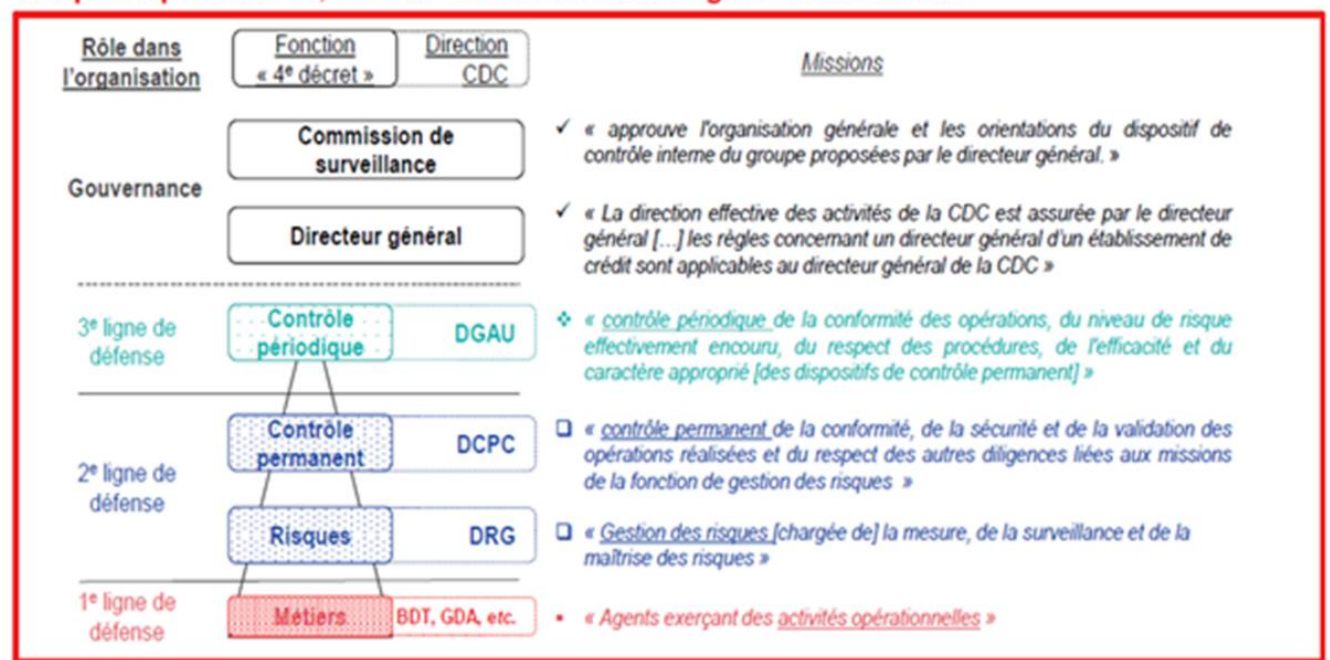 Rôle dans
l'organisation
Fonction
« 4e décret »
Direction
CDC
Missions
Gouvernance
Commission de
surveillance
✓ « approuve l'organisation générale et les orientations du dispositif de
contrôle interne du groupe proposées par le directeur général. »
Directeur général
✓ « La direction effective des activités de la CDC est assurée par le directeur
général […] les règles concernant un directeur général d'un établissement de
crédit sont applicables au directeur général de la CDC »
3e ligne de
défense
Contrôle
périodique
DGAU
❖ « contrôle périodique de la conformité des opérations, du niveau de risque
effectivement encouru, du respect des procédures, de l'efficacité et du
caractère approprié [des dispositifs de contrôle permanent] »
2e ligne de
défense
Contrôle
permanent
DCPC
❑ « contrôle permanent de la conformité, de la sécurité et de la validation des
opérations réalisées et du respect des autres diligences liées aux missions
de la fonction de gestion des risques »
Risques
DRG
❑ « Gestion des risques [chargée de] la mesure, de la surveillance et de la
maîtrise des risques »
1e ligne de
défense
Métiers
BDT, GDA, etc.
▪ « Agents exerçant des activités opérationnelles »